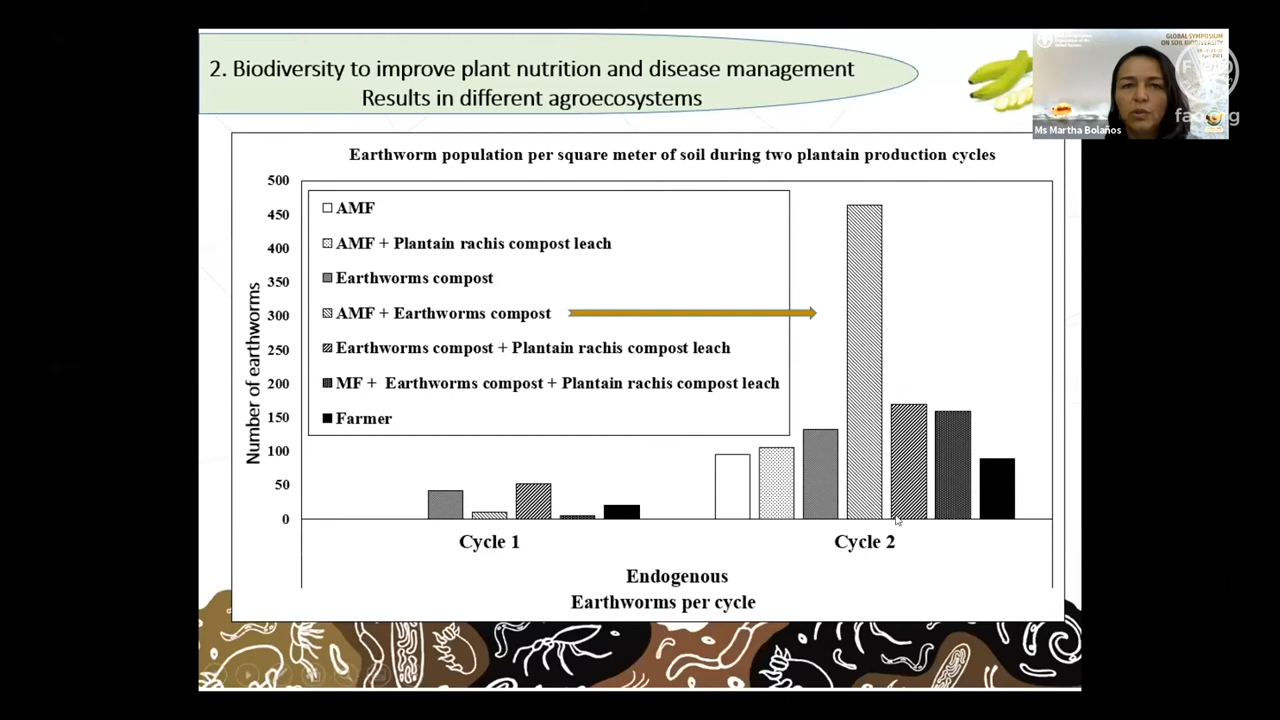 2. Biodiversity to improve plant nutrition and disease management
Results in different agroecosystems
GLOBAL SYMPOSIUM
ON SOIL BIODIVERSITY
fao.org
Ms Martha Bolaños
Earthworm population per square meter of soil during two plantain production cycles
Number of earthworms
500
450
400
350
300
250
200
150
100
50
0
AMF
AMF + Plantain rachis compost leach
Earthworms compost
AMF + Earthworms compost
Earthworms compost + Plantain rachis compost leach
MF + Earthworms compost + Plantain rachis compost leach
Farmer
Cycle 1
Cycle 2
Endogenous
Earthworms per cycle